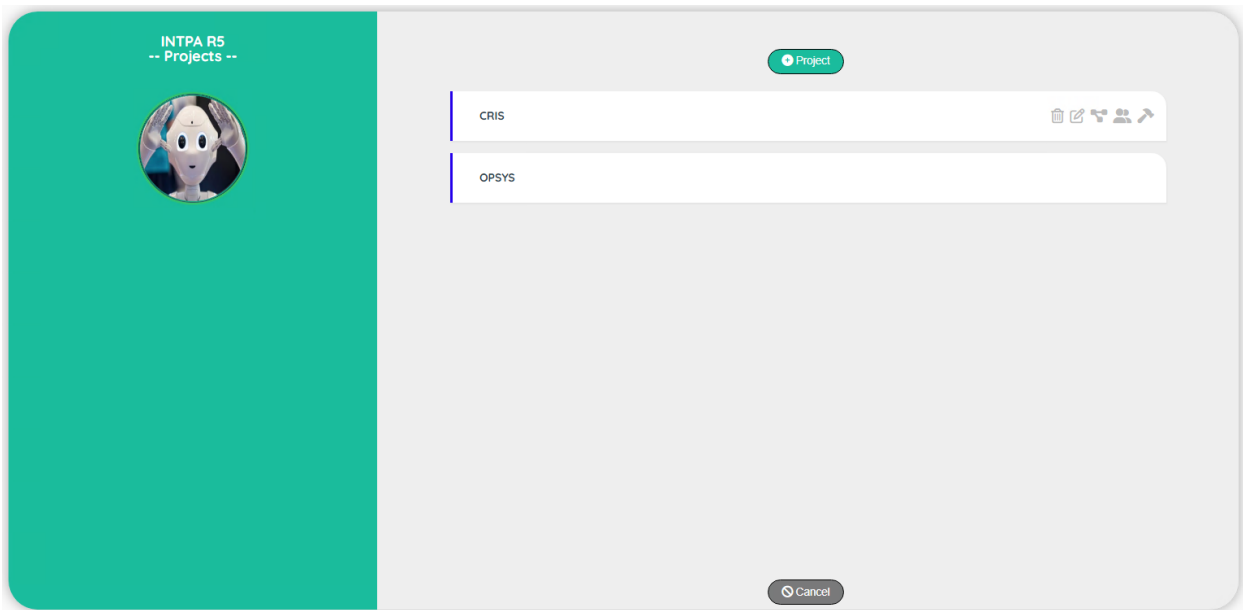 INTPA R5
-- Projects --
Project
CRIS
OPSYS
Cancel